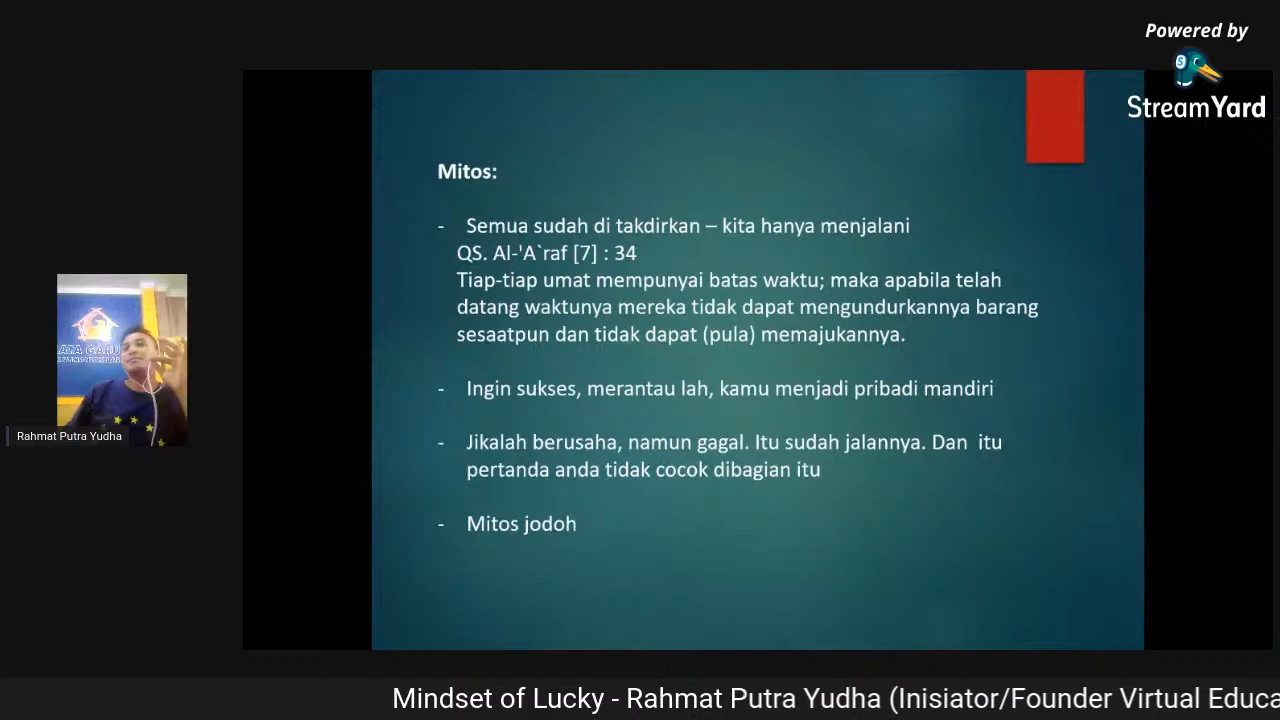 Powered by
StreamYard
Mitos:
- Semua sudah di takdirkan – kita hanya menjalani
QS. Al-'A`raf [7] : 34
Tiap-tiap umat mempunyai batas waktu; maka apabila telah
datang waktunya mereka tidak dapat mengundurkannya barang
sesaatpun dan tidak dapat (pula) memajukannya.
- Ingin sukses, merantau lah, kamu menjadi pribadi mandiri
- Jikalah berusaha, namun gagal. Itu sudah jalannya. Dan itu
pertanda anda tidak cocok dibagian itu
- Mitos jodoh
Rahmat Putra Yudha
Mindset of Lucky - Rahmat Putra Yudha (Inisiator/Founder Virtual Educa